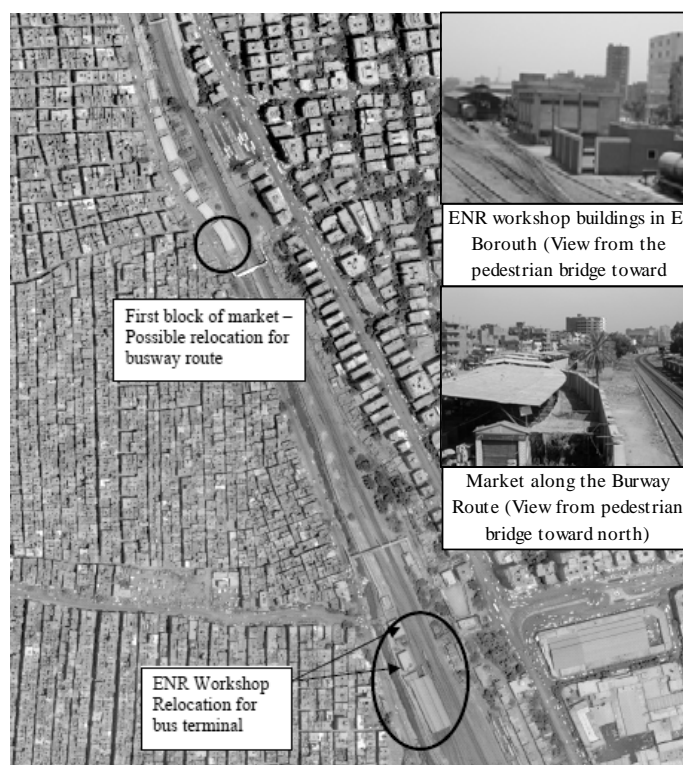 ENR workshop buildings in E
Borouth (View from the
pedestrian bridge toward
First block of market –
Possible relocation for
busway route
Market along the Burway
Route (View from pedestrian
bridge toward north)
ENR Workshop
Relocation for
bus terminal